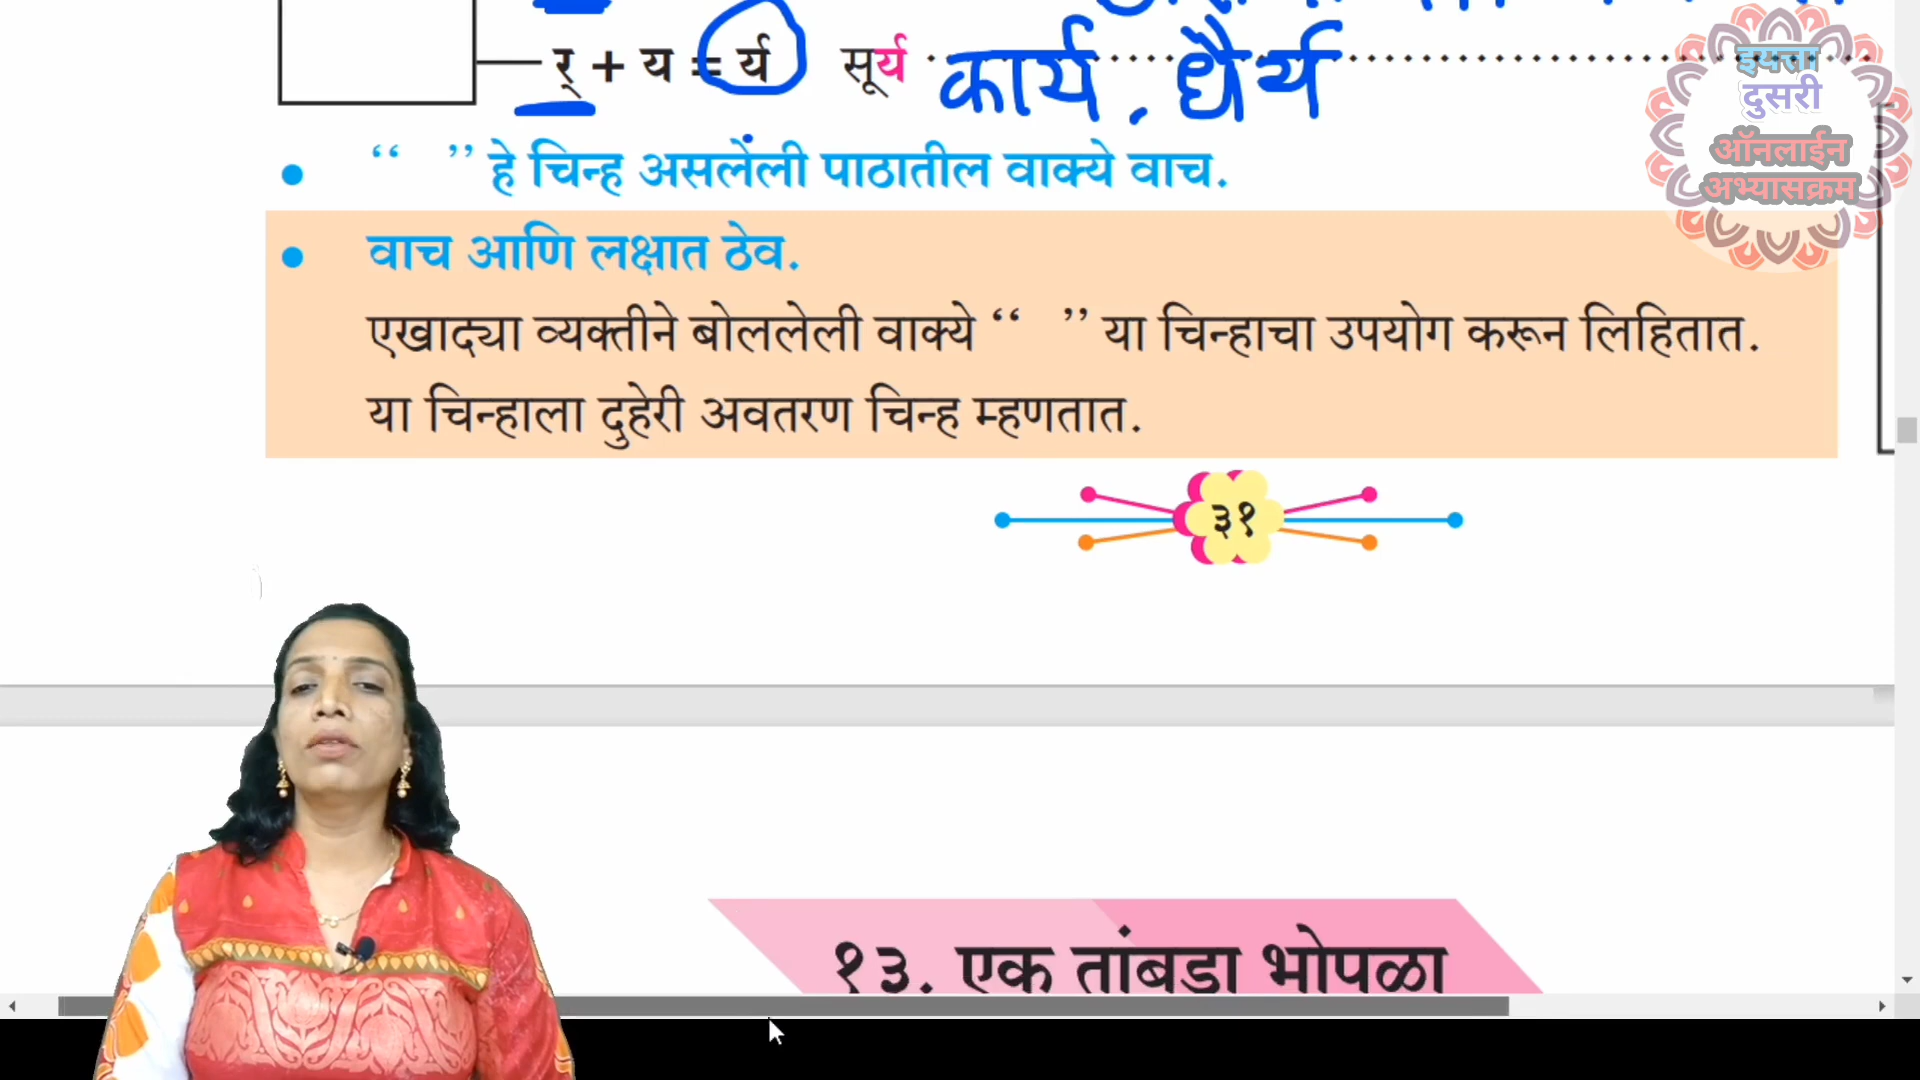 र् + य = र्य सूर्य कार्य, धैर्य
“ ” हे चिन्ह असलेली पाठातील वाक्ये वाच.
वाच आणि लक्षात ठेव.
एखाद्या व्यक्तीने बोललेली वाक्ये “ ” या चिन्हाचा उपयोग करून लिहितात.
या चिन्हाला दुहेरी अवतरण चिन्ह म्हणतात.
३१
१३. एक तांबडा भोपळा
इयत्ता
दुसरी
ऑनलाईन
अभ्यासक्रम